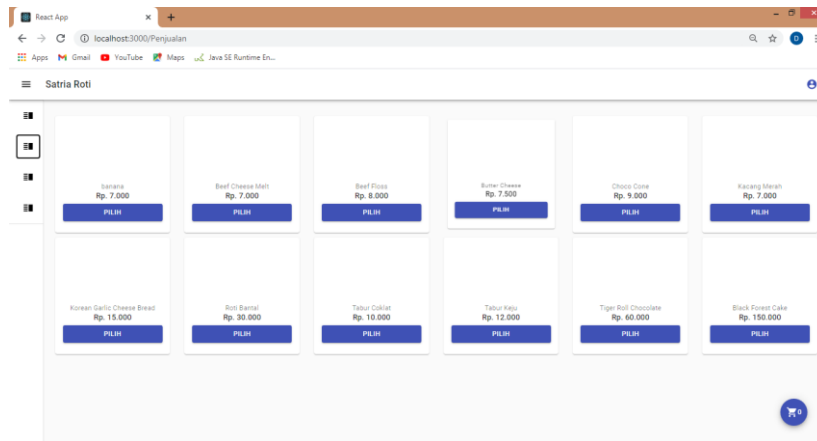 React App
localhost:3000/Penjualan
D
Apps Gmail YouTube Maps Java SE Runtime En...
Satria Roti
banana
Rp. 7.000
PILIH
Beef Cheese Melt
Rp. 7.000
PILIH
Beef Floss
Rp. 8.000
PILIH
Butter Cheese
Rp. 7.500
PILIH
Choco Cone
Rp. 9.000
PILIH
Kacang Merah
Rp. 7.000
PILIH
Korean Garlic Cheese Bread
Rp. 15.000
PILIH
Roti Bantal
Rp. 30.000
PILIH
Tabur Coklat
Rp. 10.000
PILIH
Tabur Keju
Rp. 12.000
PILIH
Tiger Roll Chocolate
Rp. 60.000
PILIH
Black Forest Cake
Rp. 150.000
PILIH
0